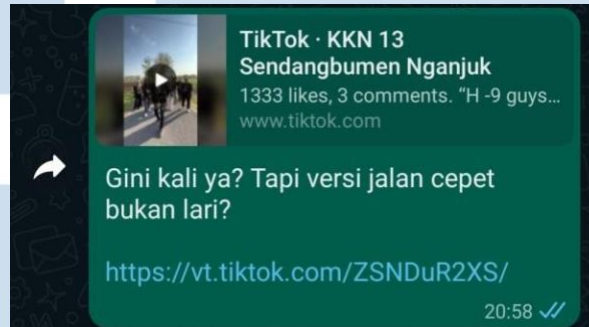 TikTok · KKN 13
Sendangbumen Nganjuk
1333 likes, 3 comments. “H -9 guys...
www.tiktok.com
Gini kali ya? Tapi versi jalan cepet
bukan lari?
https://vt.tiktok.com/ZSNDuR2XS/
20:58